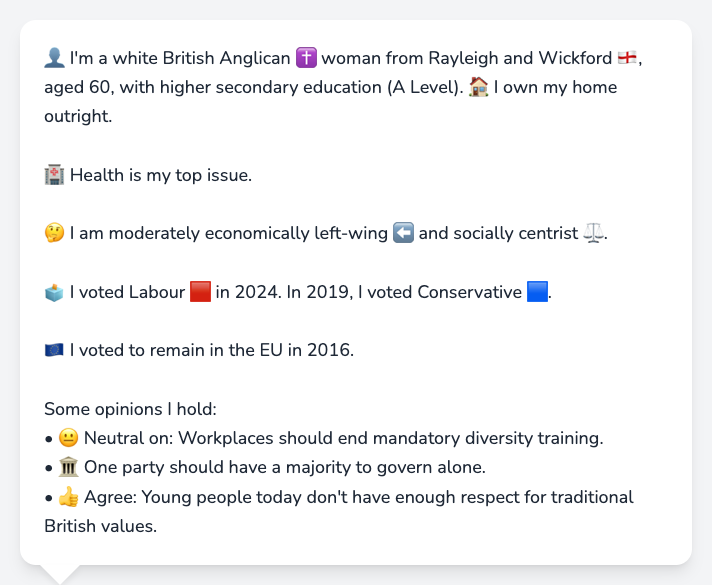 👤 I'm a white British Anglican ✝️ woman from Rayleigh and Wickford 🏴󠁧󠁢󠁥󠁮󠁧󠁿,
aged 60, with higher secondary education (A Level). 🏠 I own my home
outright.
🏥 Health is my top issue.
🤔 I am moderately economically left-wing ⬅️ and socially centrist ⚖️.
🗳️ I voted Labour 🟥 in 2024. In 2019, I voted Conservative 🟦.
🇪🇺 I voted to remain in the EU in 2016.
Some opinions I hold:
• 😐 Neutral on: Workplaces should end mandatory diversity training.
• 🏛️ One party should have a majority to govern alone.
• 👍 Agree: Young people today don't have enough respect for traditional
British values.